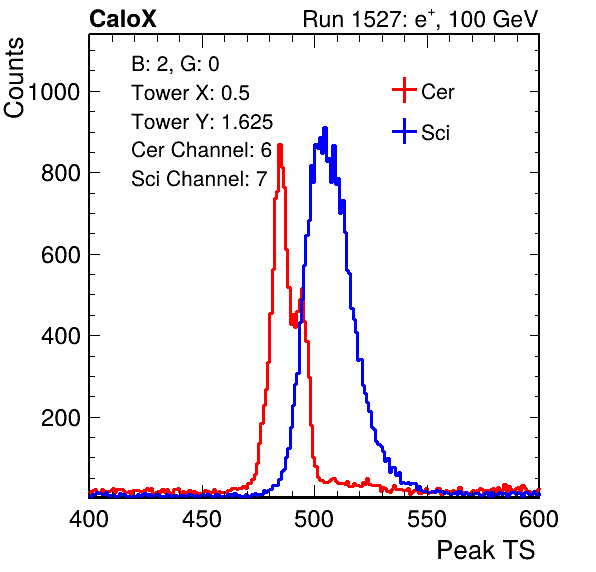 CaloX Run 1527: e+, 100 GeV
Counts
B: 2, G: 0
Tower X: 0.5
Tower Y: 1.625
Cer Channel: 6
Sci Channel: 7
Cer
Sci
1000
800
600
400
200
400 450 500 550 600
Peak TS